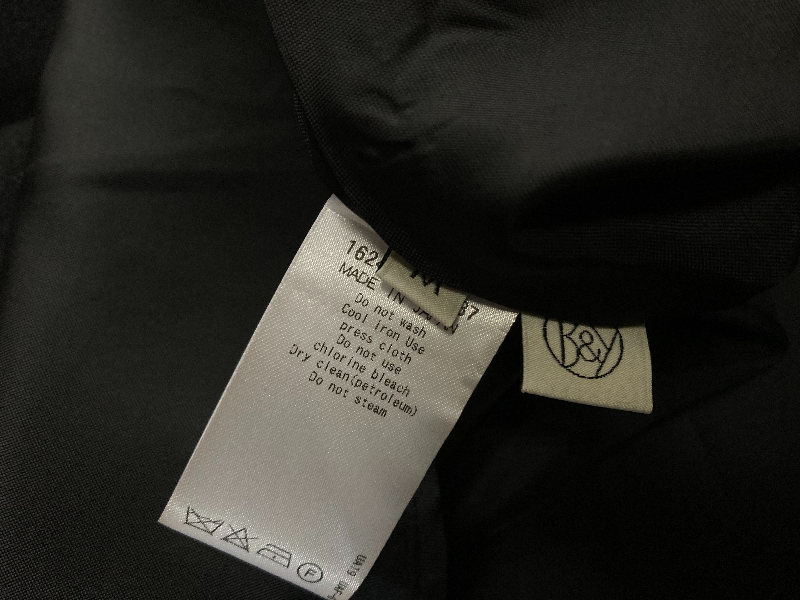 M
MADE IN JAPAN
Do not wash
Cool iron Use
press cloth
Do not use
chlorine bleach
Dry clean(petroleum)
Do not steam
F
B&Y